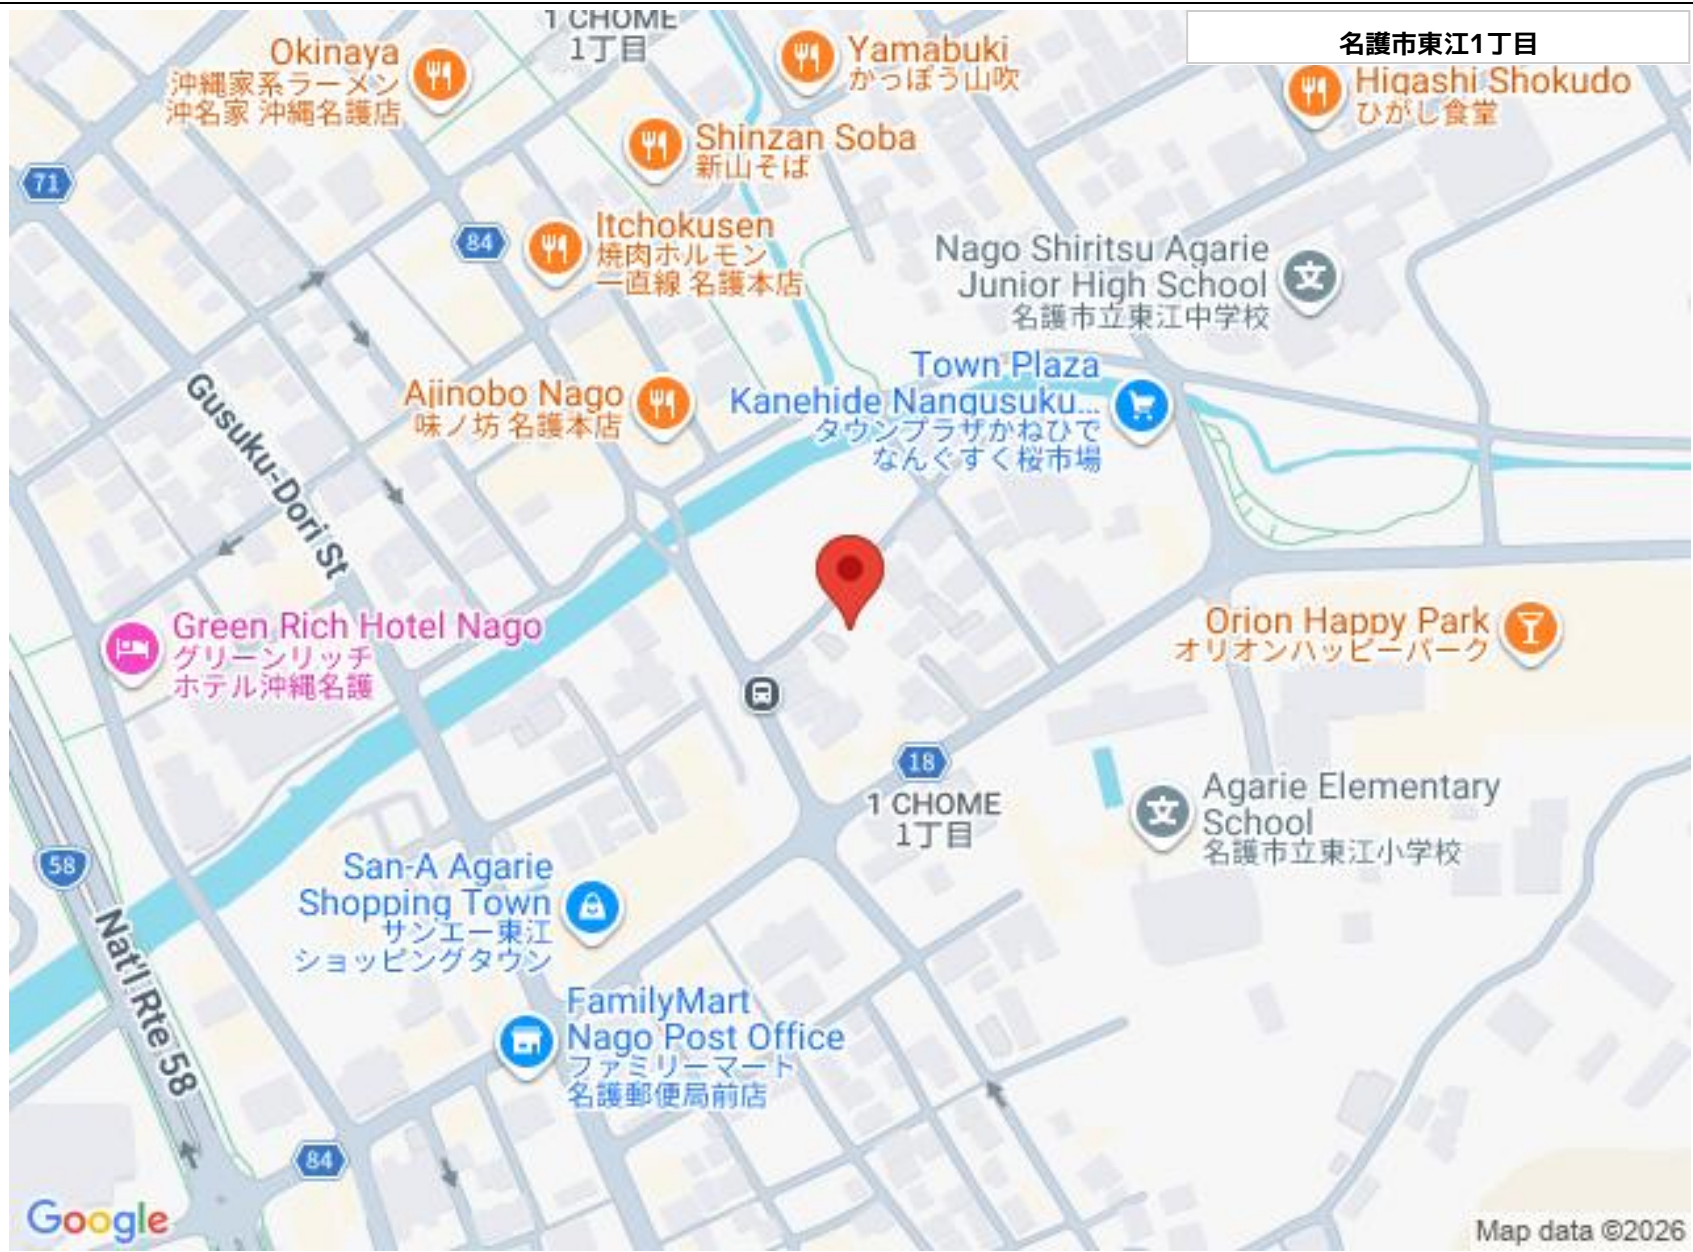 1 CHOME
1丁目
名護市東江1丁目
Okinaya
沖縄家系ラーメン
沖名家 沖縄名護店
Yamabuki
かっぽう山吹
Higashi Shokudo
ひがし食堂
Shinzan Soba
新山そば
71
84
Itchokusen
焼肉ホルモン
一直線 名護本店
Nago Shiritsu Agarie
Junior High School
名護市立東江中学校
Town Plaza
Kanehide Nangusuku...
タウンプラザかねひで
なんぐすく桜市場
Ajinobo Nago
味ノ坊 名護本店
Gusuku-Dori St
Green Rich Hotel Nago
グリーンリッチ
ホテル沖縄名護
Orion Happy Park
オリオンハッピーパーク
18
1 CHOME
1丁目
Agarie Elementary
School
名護市立東江小学校
58
San-A Agarie
Shopping Town
サンエー東江
ショッピングタウン
Nat'l Rte 58
FamilyMart
Nago Post Office
ファミリーマート
名護郵便局前店
84
Google
Map data ©2026